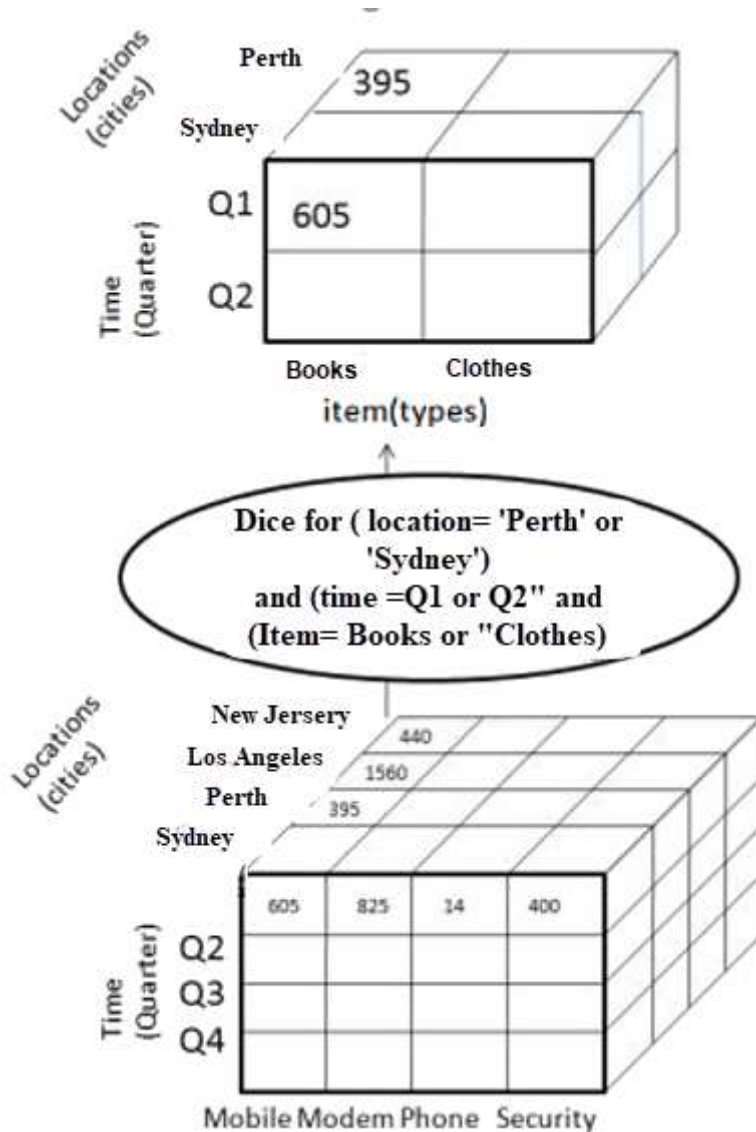 Locations
(cities)
Perth
395
Sydney
Q1
605
Time
(Quarter)
Q2
Books Clothes
item(types)
Dice for ( location= 'Perth' or
'Sydney')
and (time =Q1 or Q2" and
(Item= Books or "Clothes)
Locations
(cities)
New Jersery
440
Los Angeles
1560
Perth
395
Sydney
605 825 14 400
Time
(Quarter)
Q2
Q3
Q4
Mobile Modem Phone Security